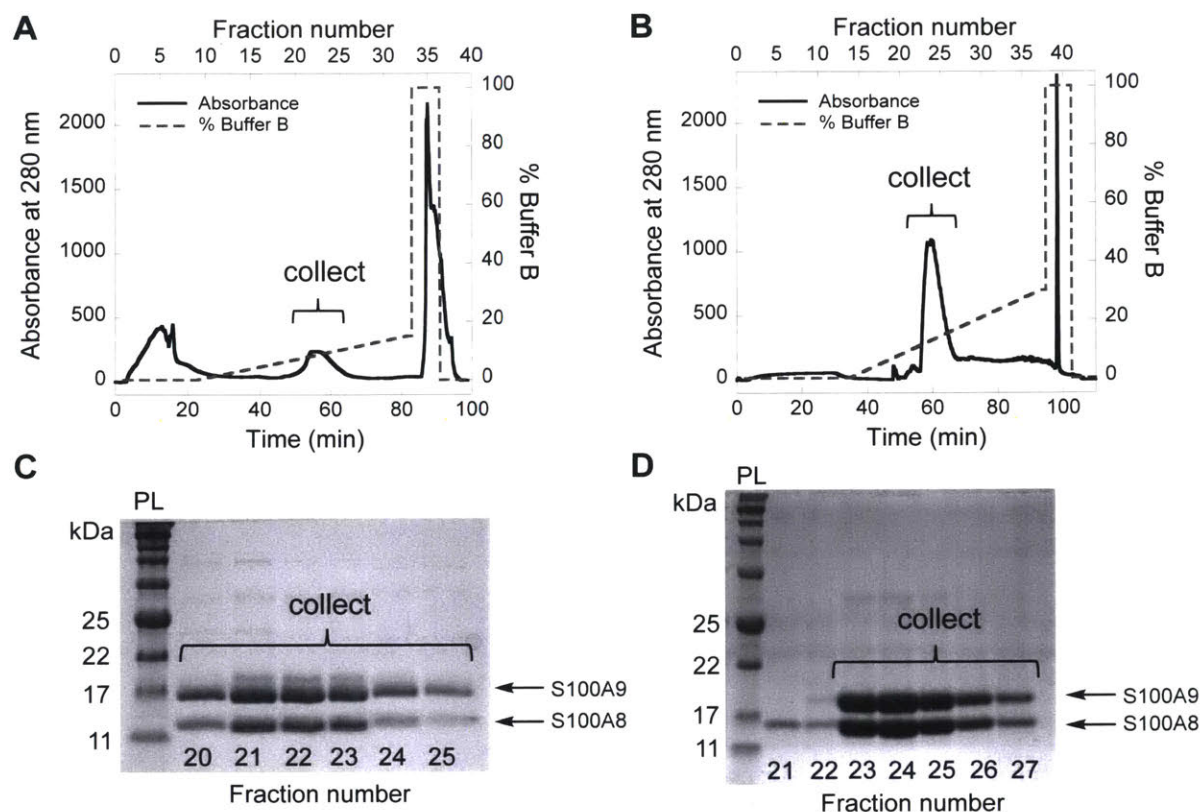 A
Fraction number
0 5 10 15 20 25 30 35 40
Absorbance at 280 nm
2000
1500
1000
500
0
100
80
60
40
20
0
% Buffer B
Absorbance
% Buffer B
collect
0 20 40 60 80 100
Time (min)
B
Fraction number
0 5 10 15 20 25 30 35 40
Absorbance at 280 nm
2000
1500
1000
500
0
100
80
60
40
20
0
% Buffer B
Absorbance
% Buffer B
collect
0 20 40 60 80 100
Time (min)
C
PL
kDa
25
22
17
11
collect
S100A9
S100A8
20 21 22 23 24 25
Fraction number
D
PL
kDa
25
22
17
11
collect
S100A9
S100A8
21 22 23 24 25 26 27
Fraction number